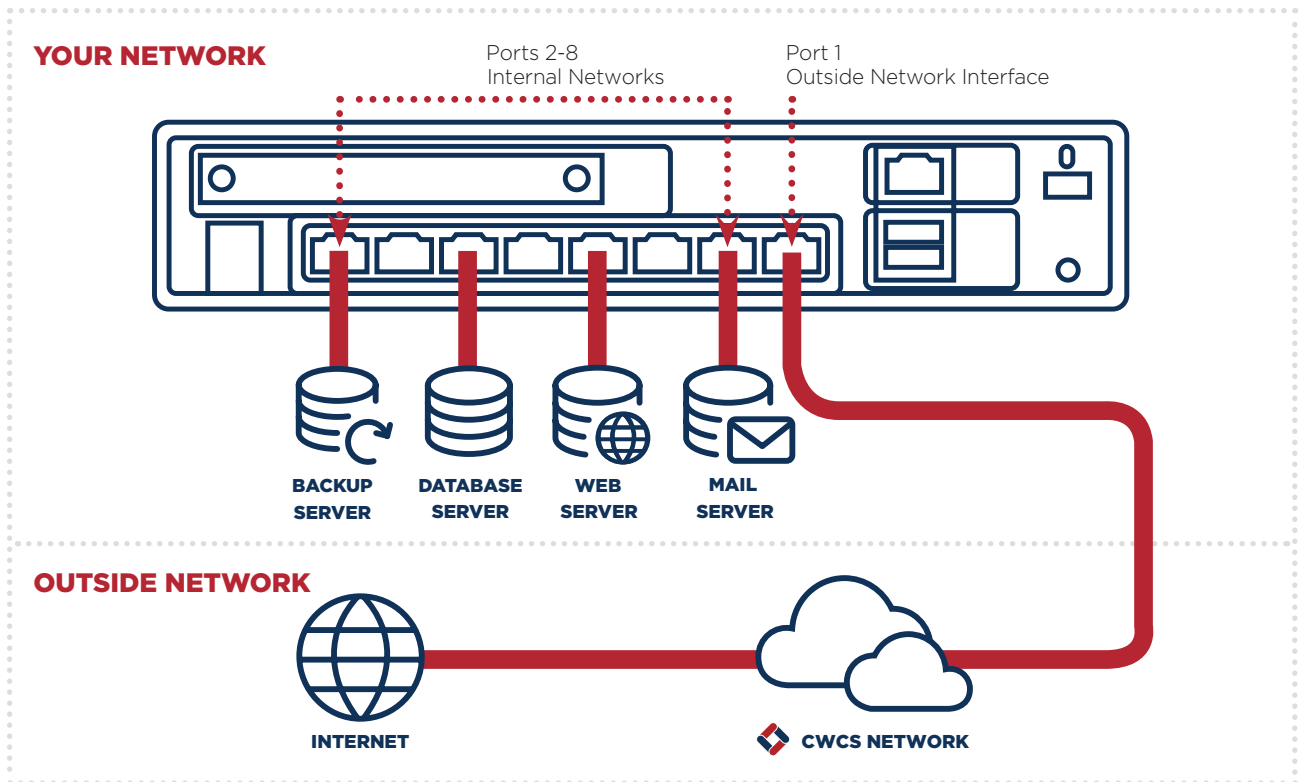 YOUR NETWORK
Ports 2-8
Internal Networks
Port 1
Outside Network Interface
BACKUP
SERVER
DATABASE
SERVER
WEB
SERVER
MAIL
SERVER
OUTSIDE NETWORK
INTERNET
CWCS NETWORK